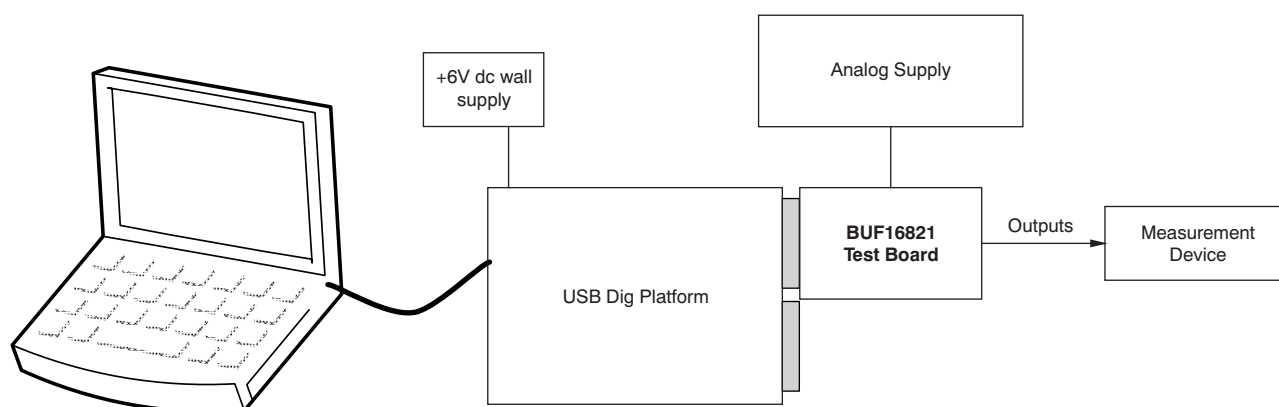 +6V dc wall
supply
Analog Supply
USB Dig Platform
BUF16821
Test Board
Outputs
Measurement
Device